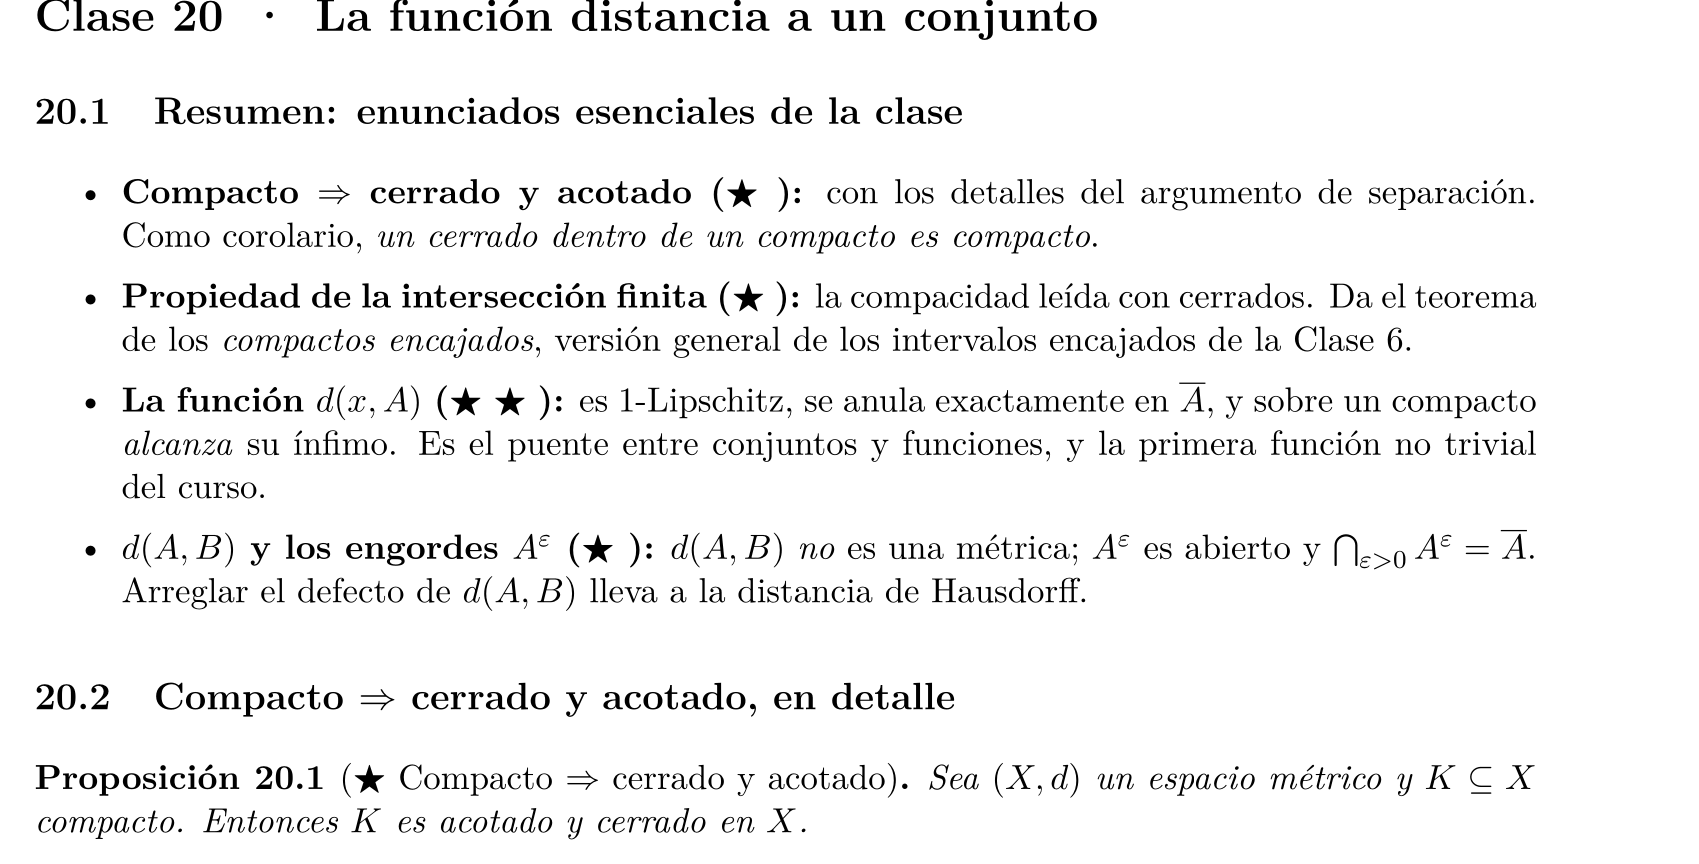 Clase 20 · La función distancia a un conjunto
20.1 Resumen: enunciados esenciales de la clase
• Compacto ⇒ cerrado y acotado (★ ): con los detalles del argumento de separación.
Como corolario, un cerrado dentro de un compacto es compacto.
• Propiedad de la intersección finita (★ ): la compacidad leída con cerrados. Da el teorema
de los compactos encajados, versión general de los intervalos encajados de la Clase 6.
• La función d(x, A) (★ ★ ): es 1-Lipschitz, se anula exactamente en A̅, y sobre un compacto
alcanza su ínfimo. Es el puente entre conjuntos y funciones, y la primera función no trivial
del curso.
• d(A, B) y los engordes Aᵋ (★ ): d(A, B) no es una métrica; Aᵋ es abierto y ⋂ε>0 Aᵋ = A̅.
Arreglar el defecto de d(A, B) lleva a la distancia de Hausdorff.
20.2 Compacto ⇒ cerrado y acotado, en detalle
Proposición 20.1 (★ Compacto ⇒ cerrado y acotado). Sea (X, d) un espacio métrico y K ⊆ X
compacto. Entonces K es acotado y cerrado en X.